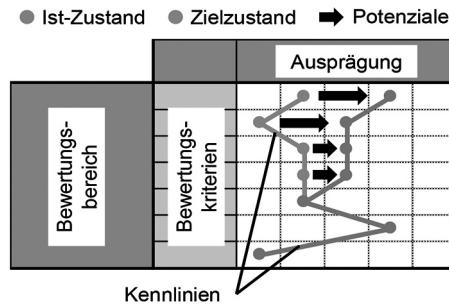 Ist-Zustand Zielzustand Potenziale
Ausprägung
Bewertungs-
bereich
Bewertungs-
kriterien
Kennlinien